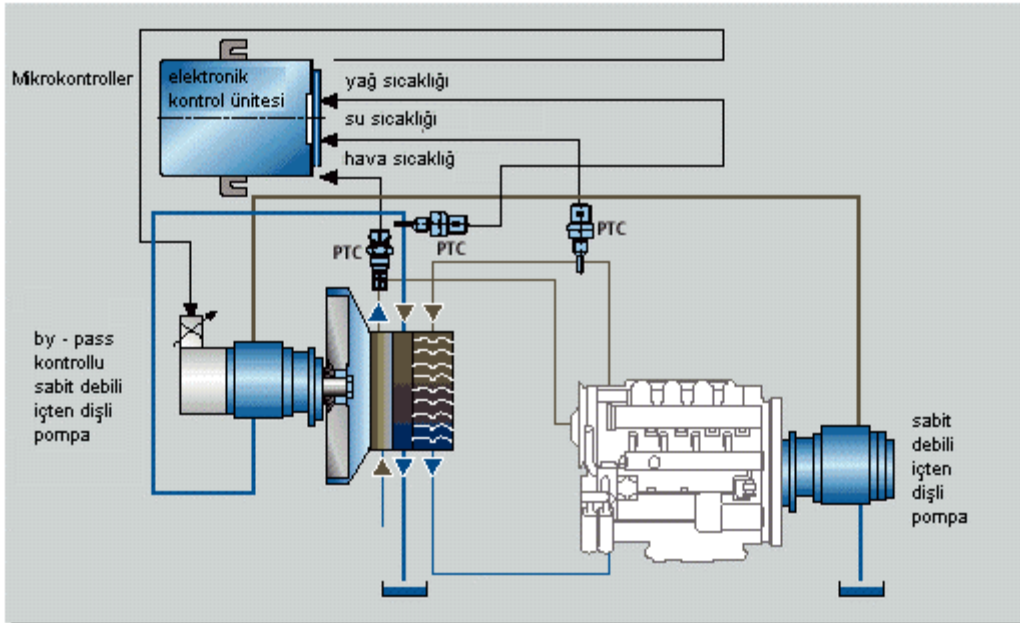 Mikrokontroller
elektronik
kontrol ünitesi
yağ sıcaklığı
su sıcaklığı
hava sıcaklığ
PTC
PTC
PTC
by - pass
kontrollu
sabit debili
içten dişli
pompa
sabit
debili
içten
dişli
pompa